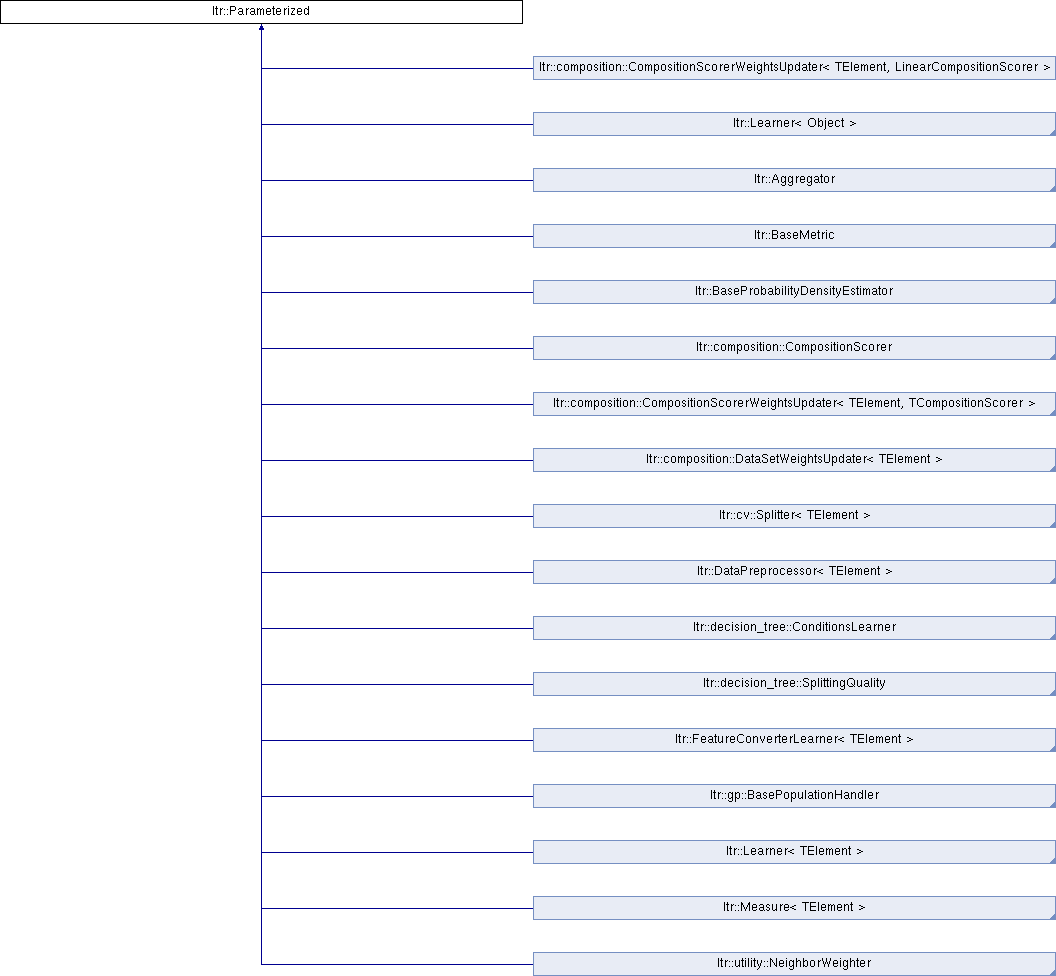 ltr::Parameterized
ltr::composition::CompositionScorerWeightsUpdater< TElement, LinearCompositionScorer >
ltr::Learner< Object >
ltr::Aggregator
ltr::BaseMetric
ltr::BaseProbabilityDensityEstimator
ltr::composition::CompositionScorer
ltr::composition::CompositionScorerWeightsUpdater< TElement, TCompositionScorer >
ltr::composition::DataSetWeightsUpdater< TElement >
ltr::cv::Splitter< TElement >
ltr::DataPreprocessor< TElement >
ltr::decision_tree::ConditionsLearner
ltr::decision_tree::SplittingQuality
ltr::FeatureConverterLearner< TElement >
ltr::gp::BasePopulationHandler
ltr::Learner< TElement >
ltr::Measure< TElement >
ltr::utility::NeighborWeighter